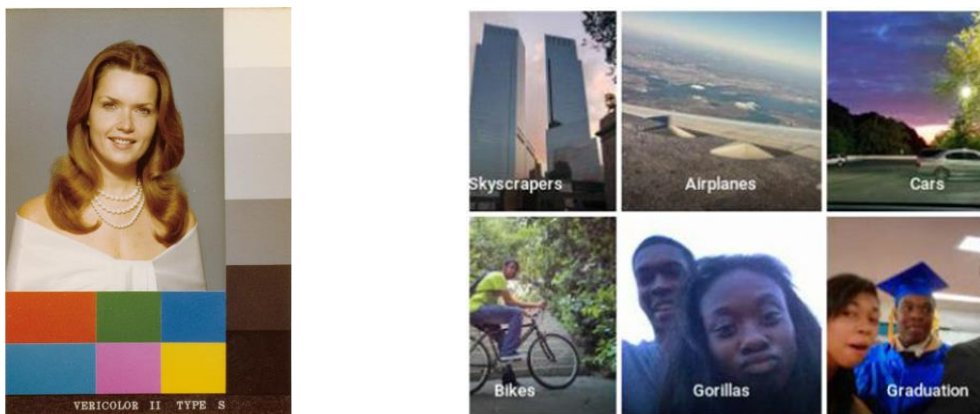 VERICOLOR II TYPE S
Skyscrapers
Airplanes
Cars
Bikes
Gorillas
Graduation